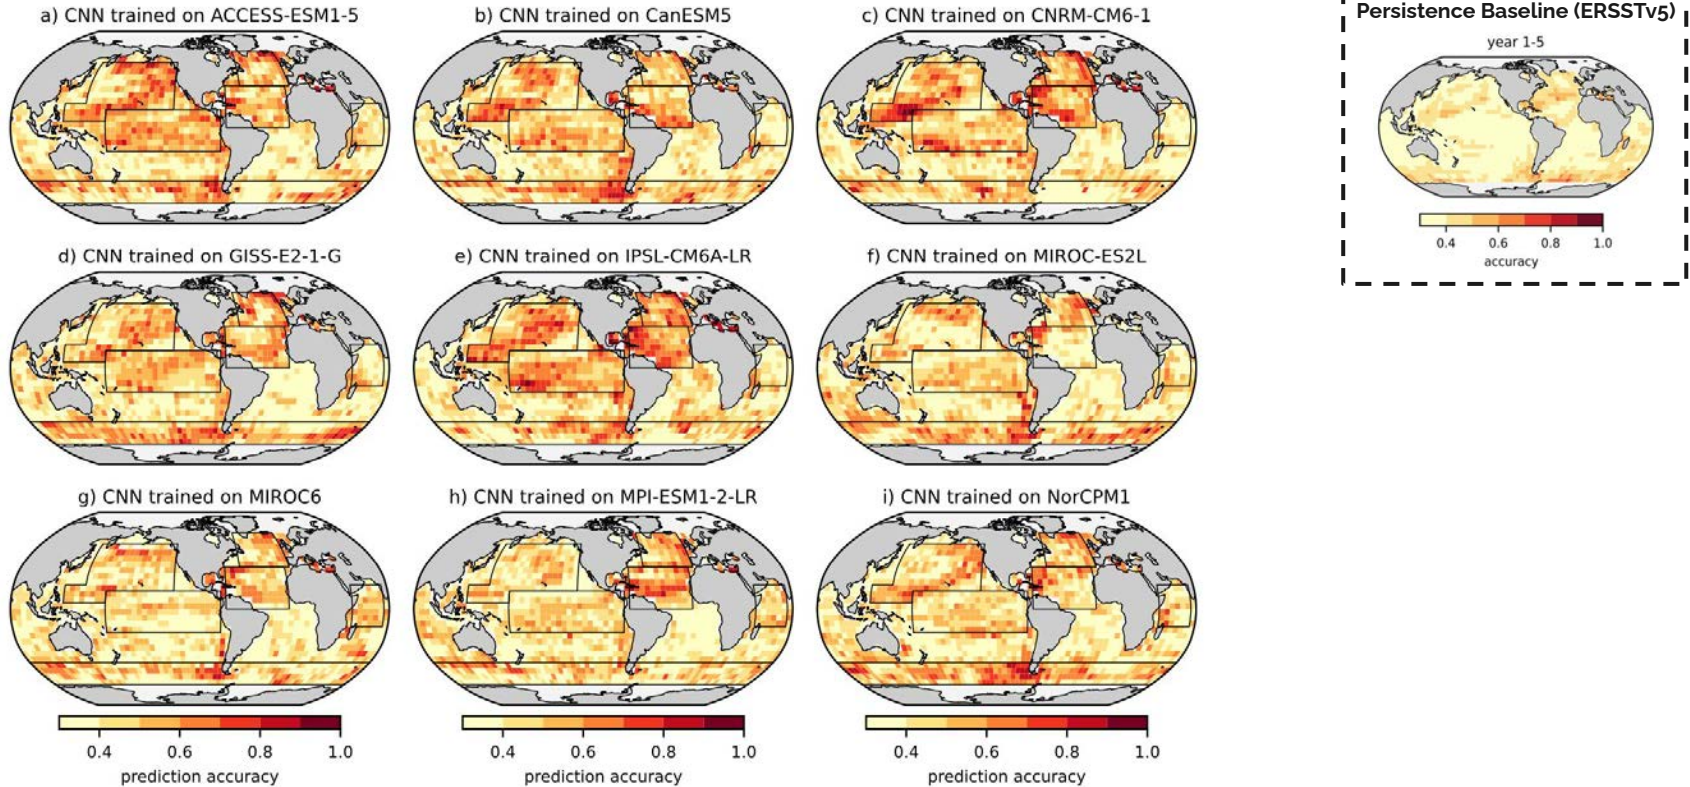 a) CNN trained on ACCESS-ESM1-5
b) CNN trained on CanESM5
c) CNN trained on CNRM-CM6-1
Persistence Baseline (ERSSTv5)
year 1-5
0.4 0.6 0.8 1.0
accuracy
d) CNN trained on GISS-E2-1-G
e) CNN trained on IPSL-CM6A-LR
f) CNN trained on MIROC-ES2L
g) CNN trained on MIROC6
h) CNN trained on MPI-ESM1-2-LR
i) CNN trained on NorCPM1
0.4 0.6 0.8 1.0
prediction accuracy
0.4 0.6 0.8 1.0
prediction accuracy
0.4 0.6 0.8 1.0
prediction accuracy